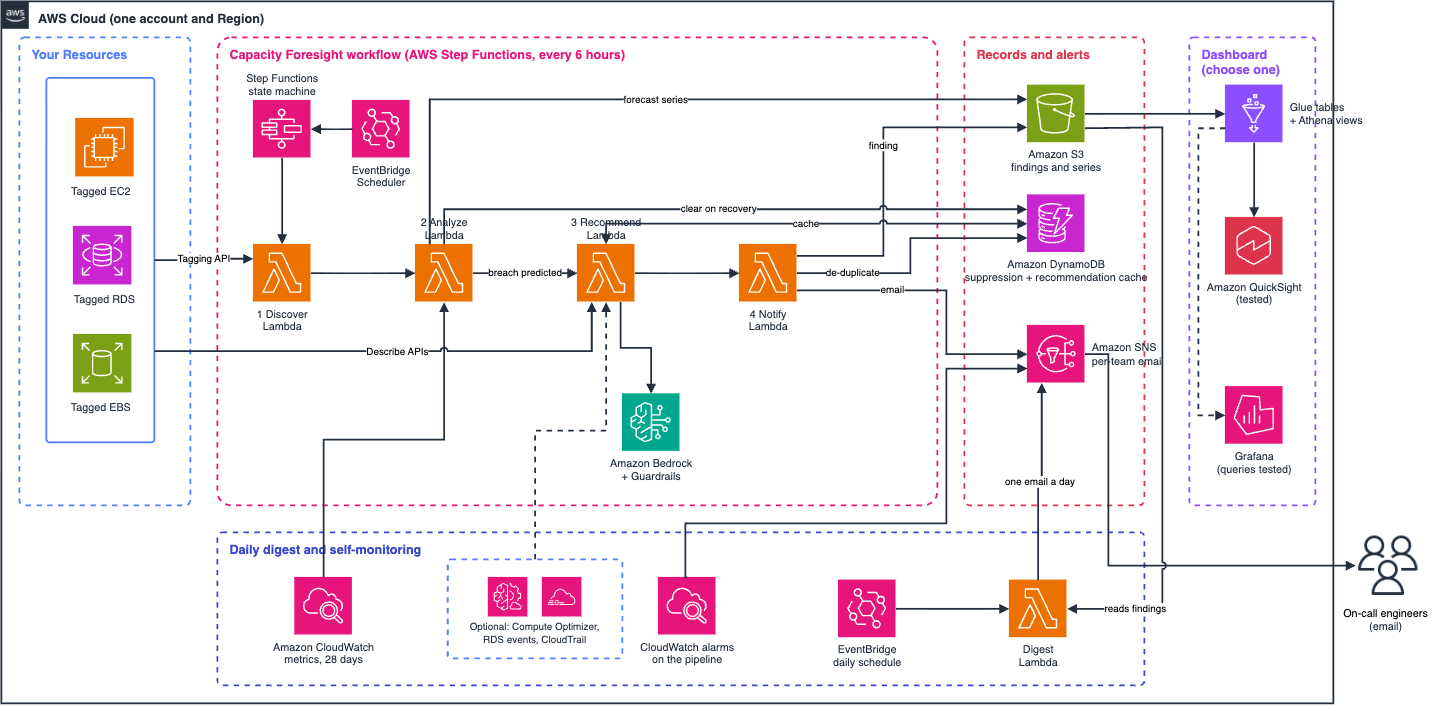 aws
AWS Cloud (one account and Region)
Your Resources
Tagged EC2
Tagged RDS
Tagged EBS
Tagging API
Describe APIs
Capacity Foresight workflow (AWS Step Functions, every 6 hours)
Step Functions
state machine
EventBridge
Scheduler
1 Discover
Lambda
2 Analyze
Lambda
breach predicted
3 Recommend
Lambda
4 Notify
Lambda
Amazon Bedrock
+ Guardrails
forecast series
finding
clear on recovery
cache
de-duplicate
email
Records and alerts
Amazon S3
findings and series
Amazon DynamoDB
suppression + recommendation cache
Amazon SNS
per-team email
one email a day
Dashboard
(choose one)
Glue tables
+ Athena views
Amazon QuickSight
(tested)
Grafana
(queries tested)
Daily digest and self-monitoring
Amazon CloudWatch
metrics, 28 days
Optional: Compute Optimizer,
RDS events, CloudTrail
CloudWatch alarms
on the pipeline
EventBridge
daily schedule
Digest
Lambda
reads findings
On-call engineers
(email)